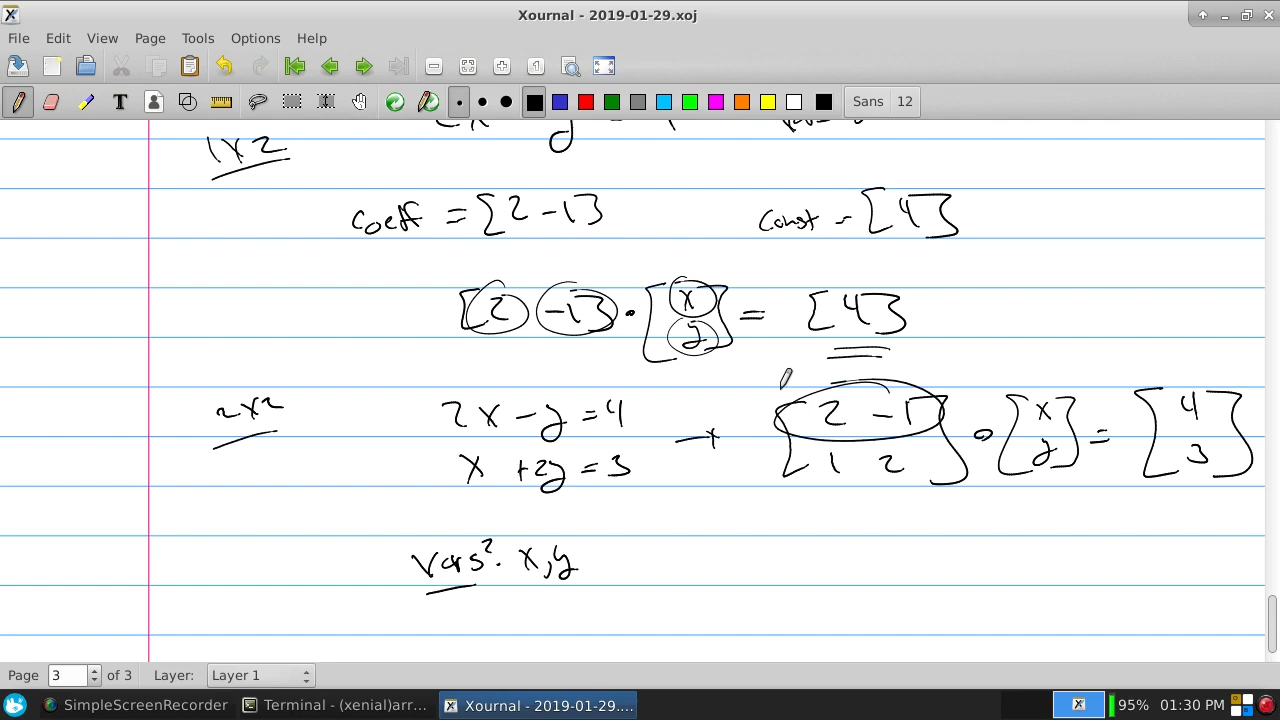 Xournal - 2019-01-29.xoj
File Edit View Page Tools Options Help
Sans 12
1x2
coeff = [2 -1] const = [4]
[2 -1] • [x y] = [4]
2x2
2x - y = 4 → [2 -1 • [x = [4
x + 2y = 3 1 2] y] 3]
vars? x,y
Page 3 of 3 Layer: Layer 1
SimpleScreenRecorder Terminal - (xenial)arr... Xournal - 2019-01-29.... 95% 01:30 PM